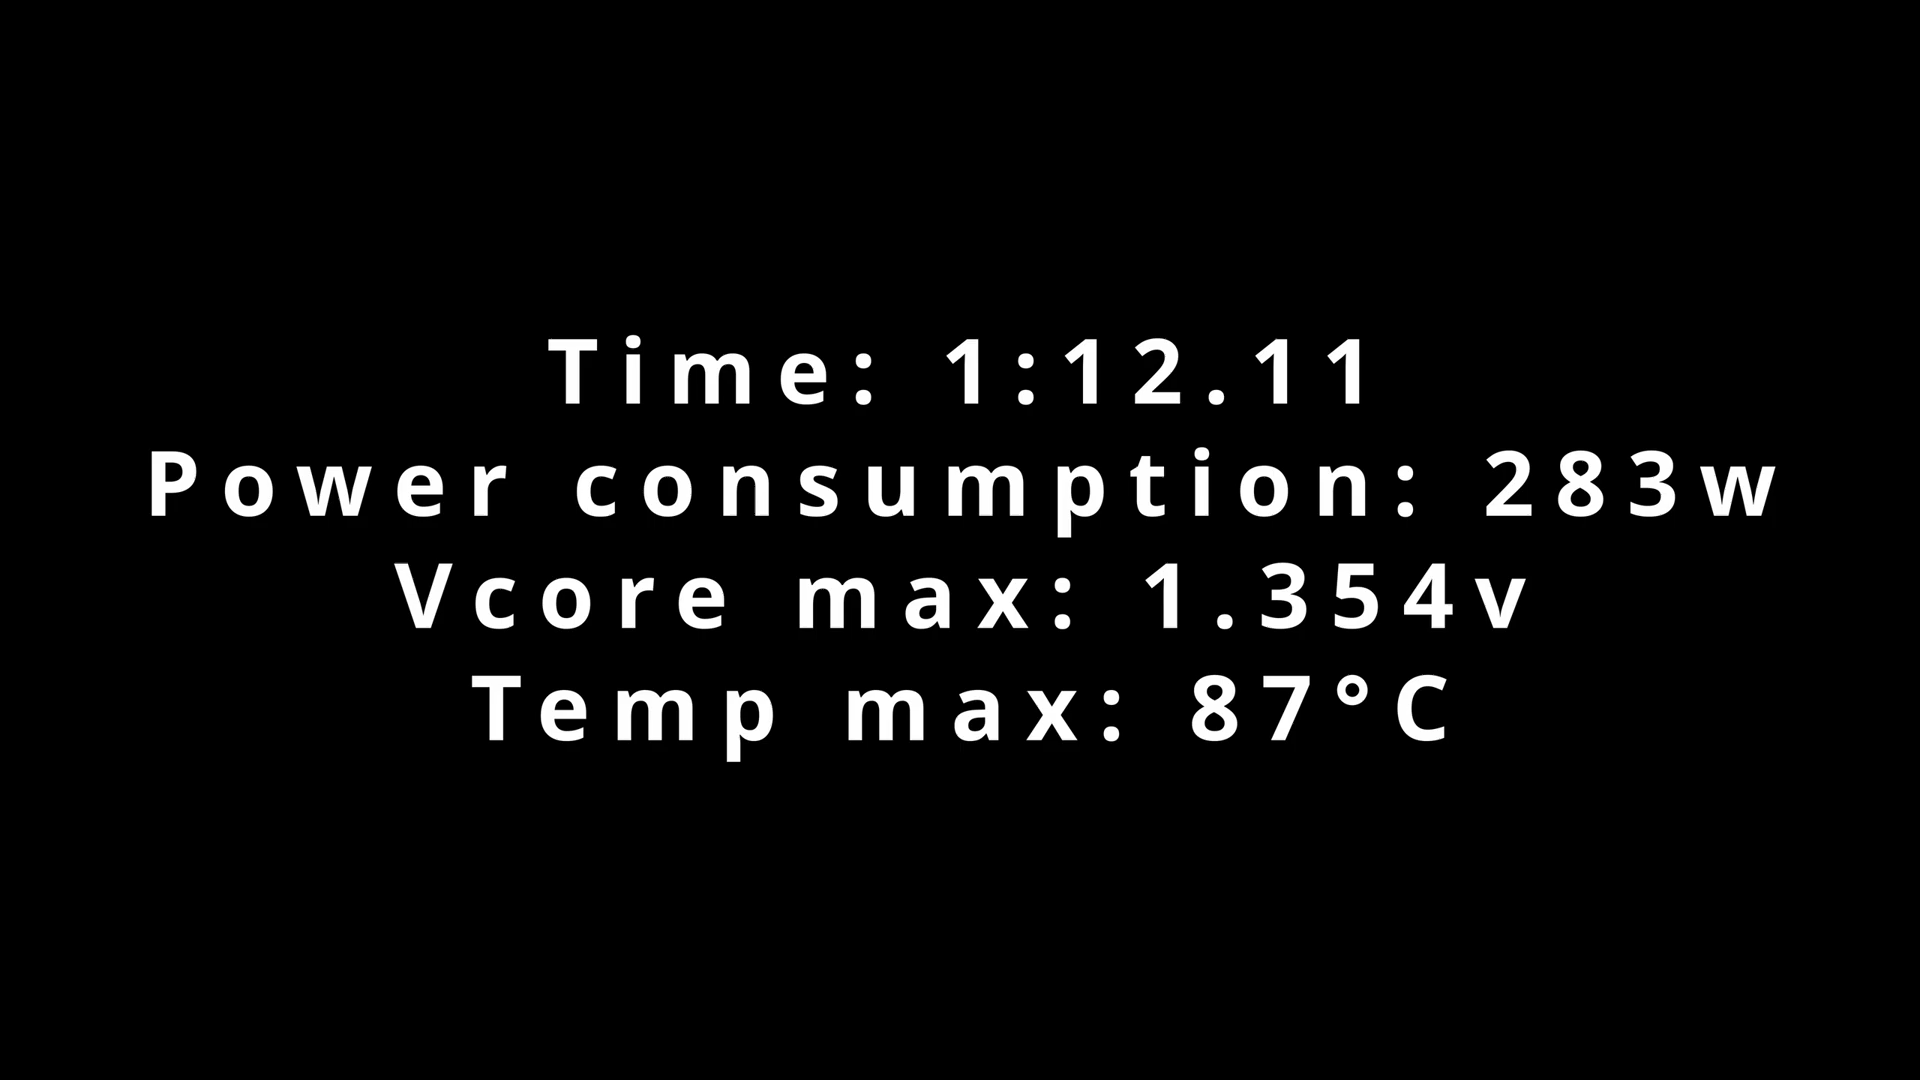 Time: 1:12.11
Power consumption: 283w
Vcore max: 1.354v
Temp max: 87°C